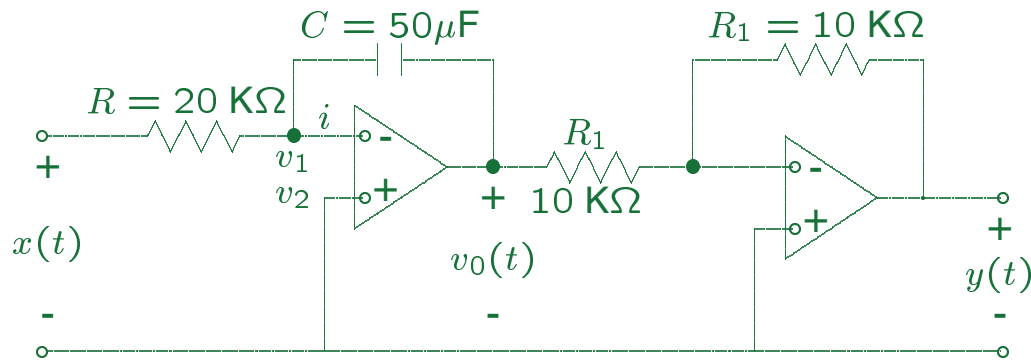 C = 50μF
R₁ = 10 KΩ
R = 20 KΩ
i
-
R₁
v₁
+
-
v₂
+
+
10 KΩ
+
+
x(t)
v₀(t)
y(t)
-
-
-